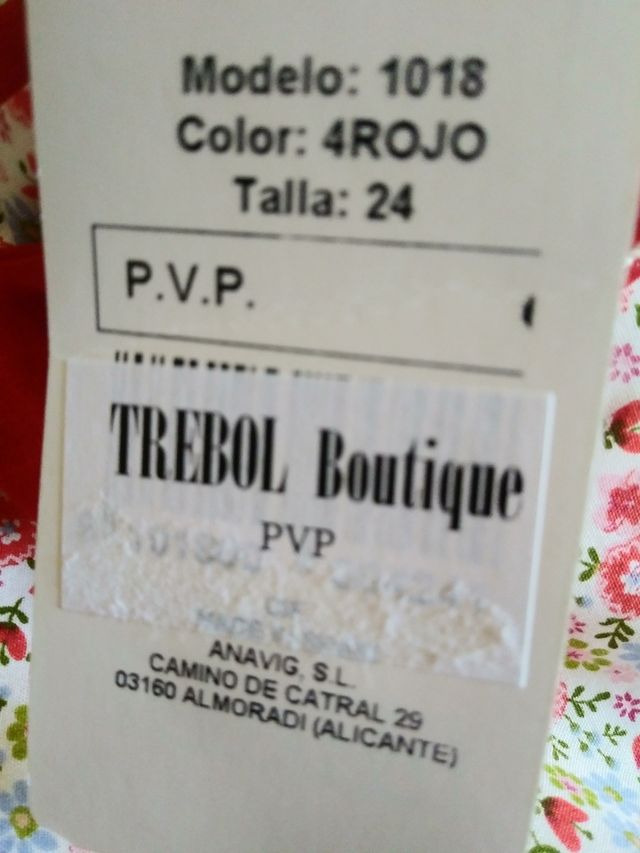 Modelo: 1018
Color: 4ROJO
Talla: 24
P.V.P.
TREBOL Boutique
PVP
ANAVIG, S.L.
CAMINO DE CATRAL 29
03160 ALMORADI (ALICANTE)